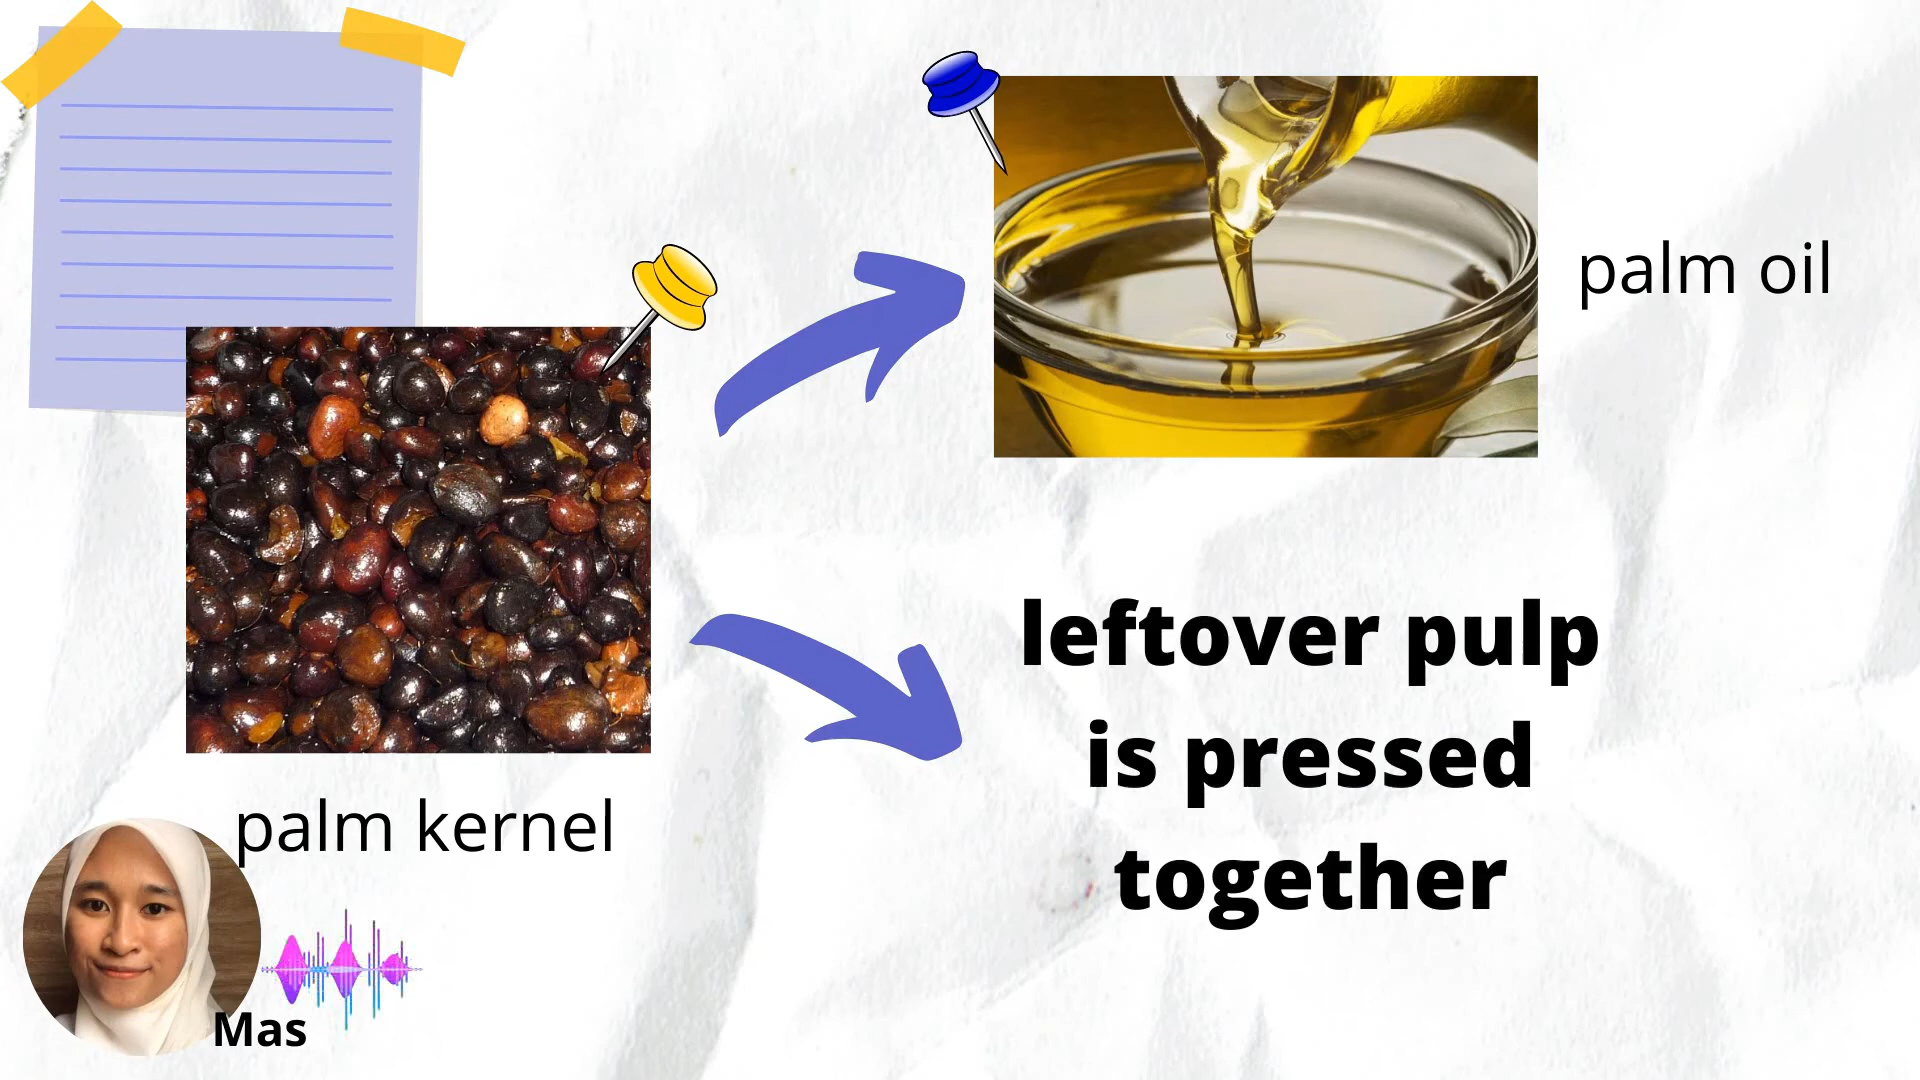 palm oil
leftover pulp
is pressed
together
palm kernel
Mas